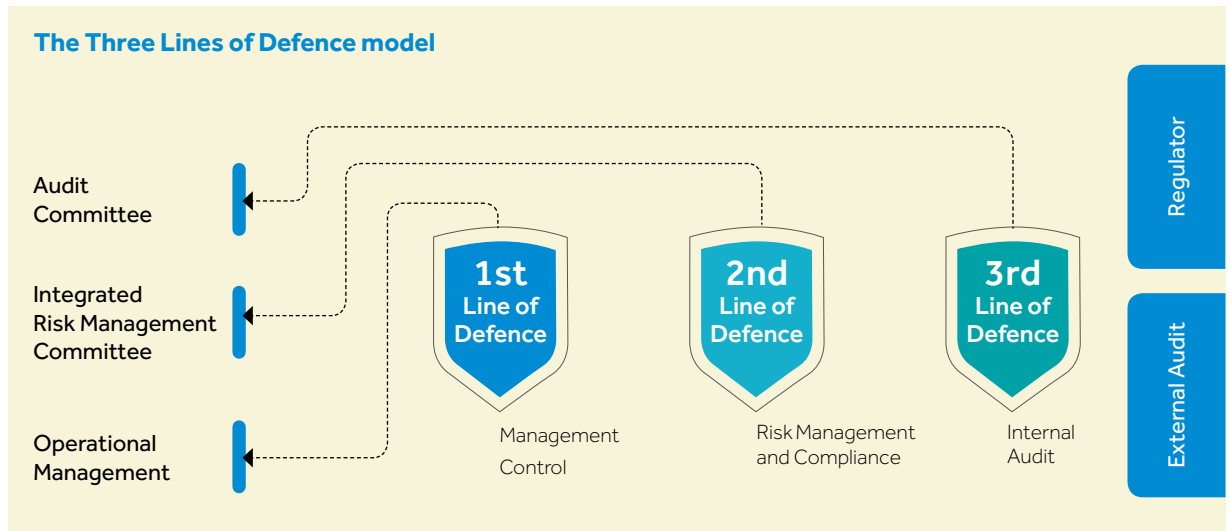 The Three Lines of Defence model
Audit
Committee
Integrated
Risk Management
Committee
Operational
Management
1st
Line of
Defence
Management
Control
2nd
Line of
Defence
Risk Management
and Compliance
3rd
Line of
Defence
Internal
Audit
Regulator
External Audit